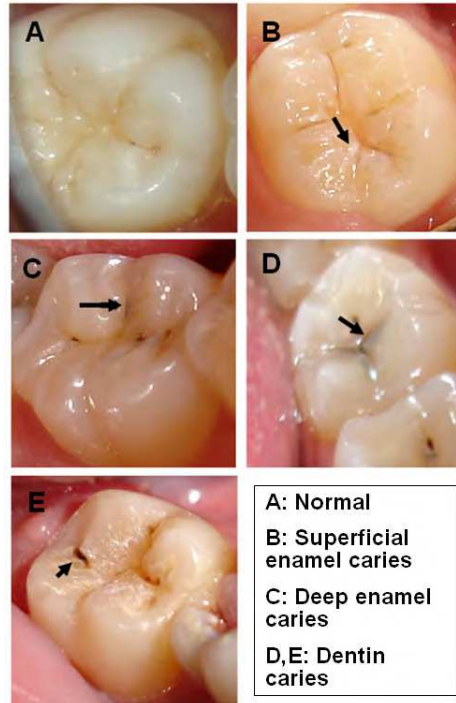 A
B
C
D
E
A: Normal
B: Superficial
enamel caries
C: Deep enamel
caries
D,E: Dentin
caries